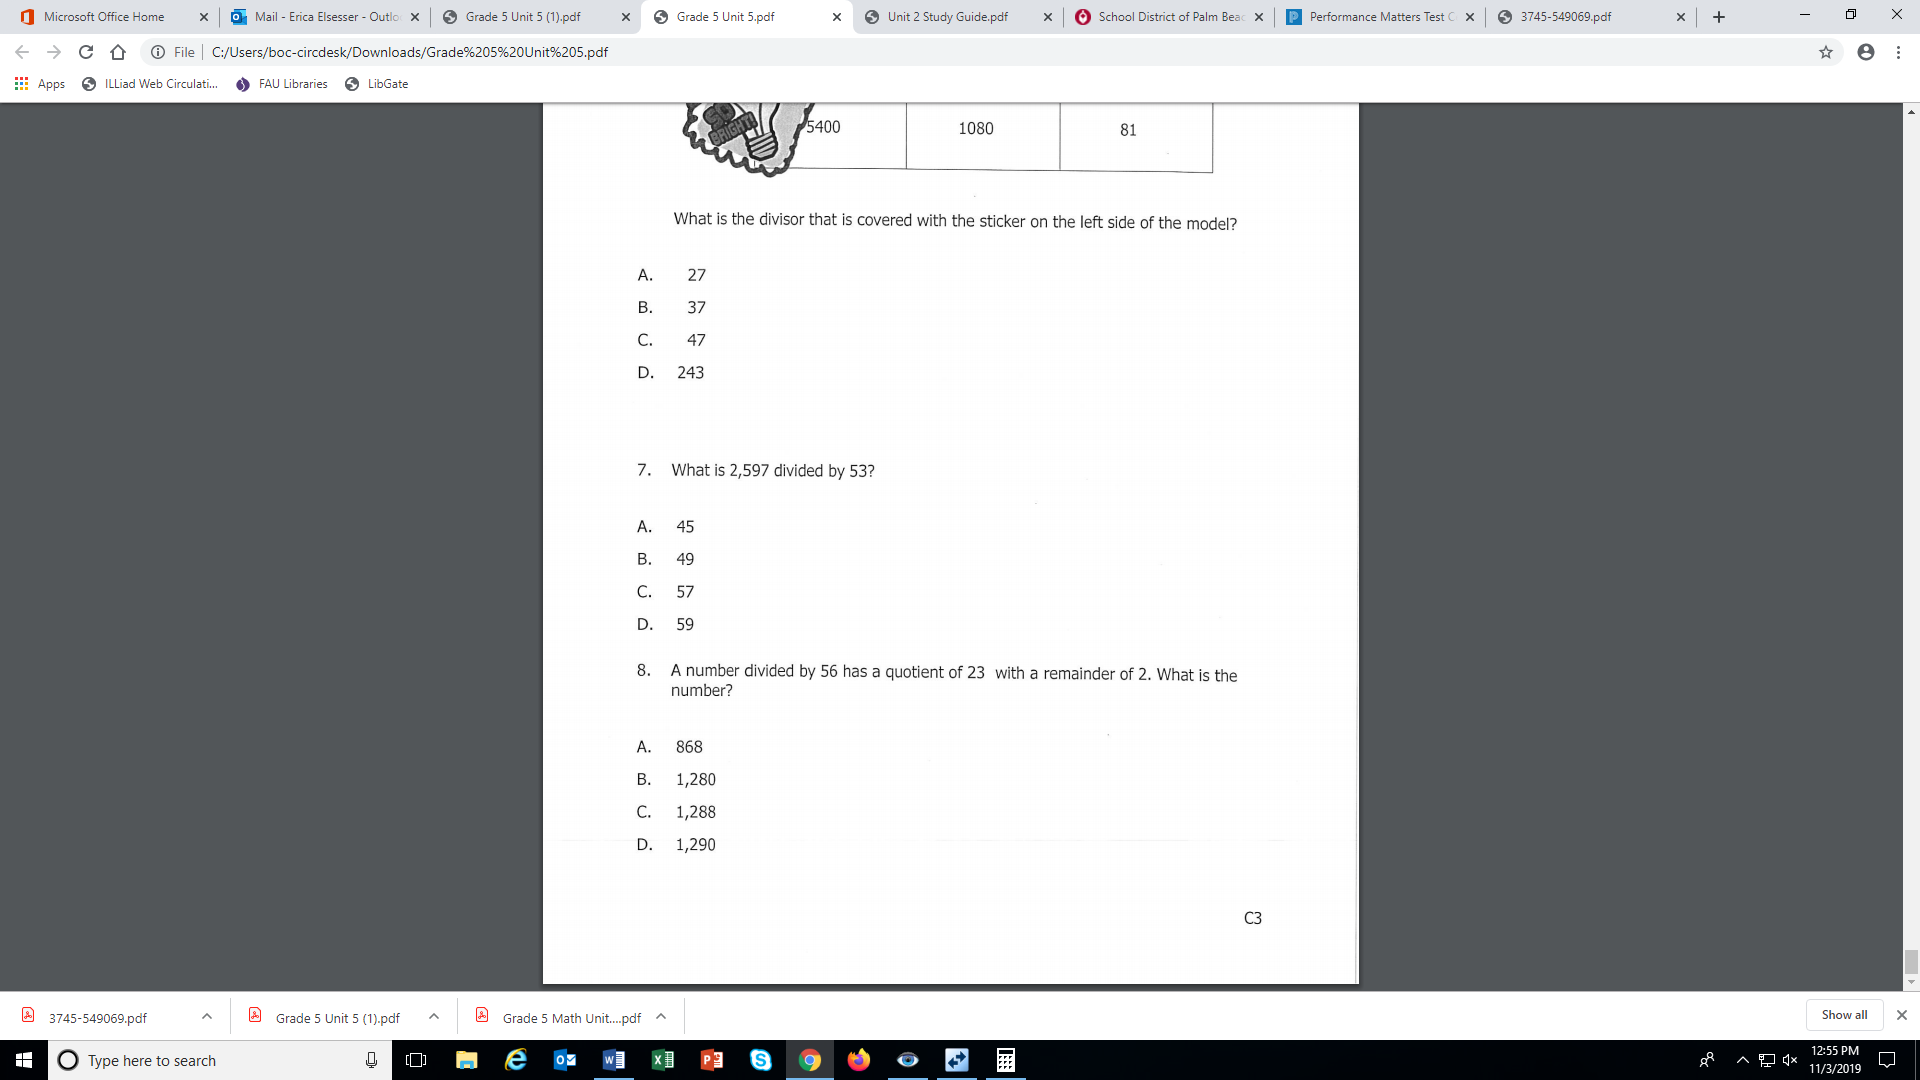 Microsoft Office Home
Mail - Erica Elsesser - Outlo
Grade 5 Unit 5 (1).pdf
Grade 5 Unit 5.pdf
Unit 2 Study Guide.pdf
School District of Palm Beac
Performance Matters Test C
3745-549069.pdf
File
C:/Users/boc-circdesk/Downloads/Grade%205%20Unit%205.pdf
Apps
ILLiad Web Circulati...
FAU Libraries
LibGate
SO
BRIGHT!
5400
1080
81
What is the divisor that is covered with the sticker on the left side of the model?
A. 27
B. 37
C. 47
D. 243
7. What is 2,597 divided by 53?
A. 45
B. 49
C. 57
D. 59
8. A number divided by 56 has a quotient of 23 with a remainder of 2. What is the
number?
A. 868
B. 1,280
C. 1,288
D. 1,290
C3
3745-549069.pdf
Grade 5 Unit 5 (1).pdf
Grade 5 Math Unit....pdf
Show all
Type here to search
12:55 PM
11/3/2019